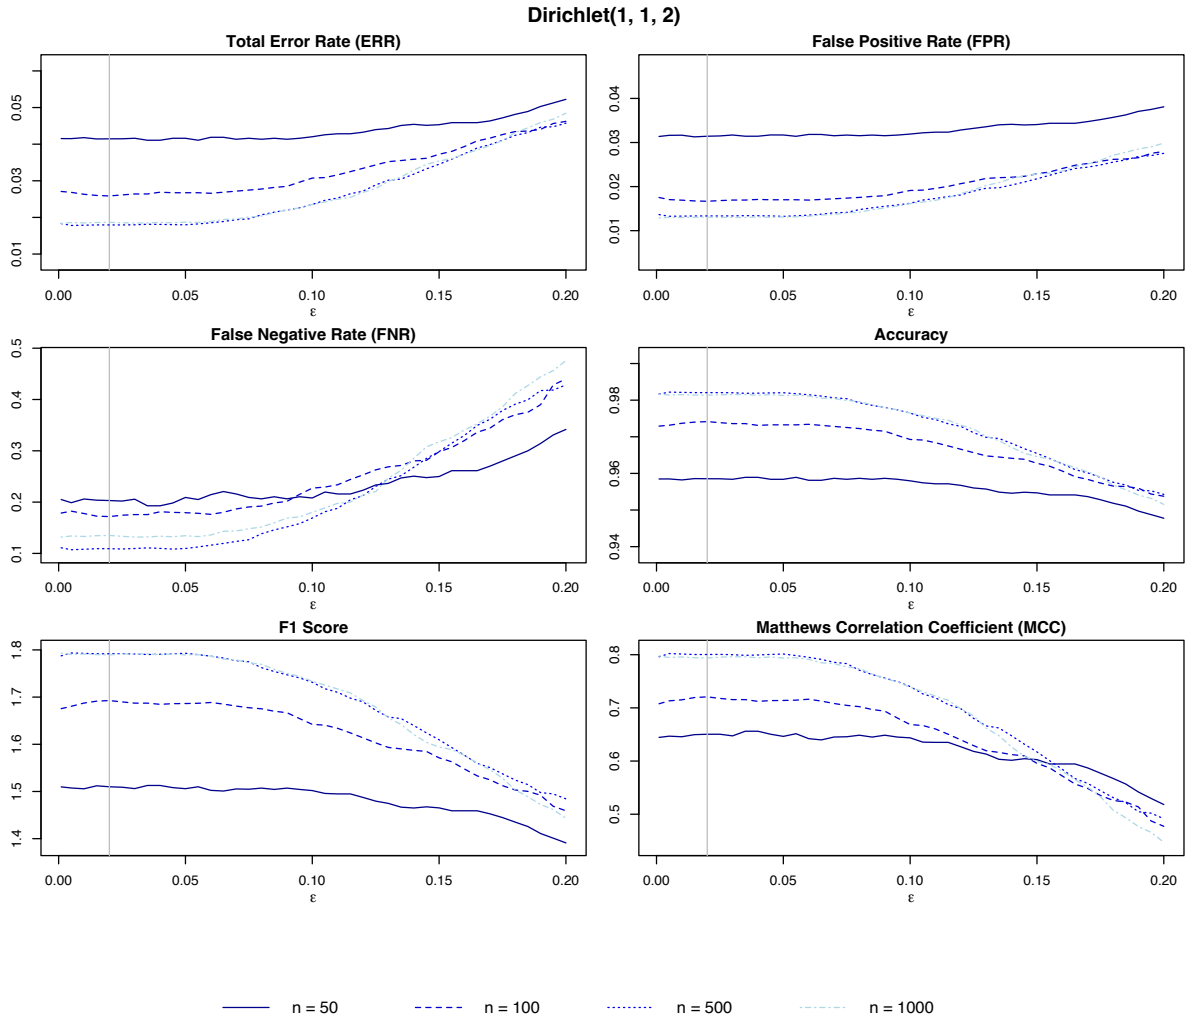 Dirichlet(1, 1, 2)
Total Error Rate (ERR)
0.01 0.03 0.05
0.00 0.05 0.10 0.15 0.20
ε
False Positive Rate (FPR)
0.01 0.02 0.03 0.04
0.00 0.05 0.10 0.15 0.20
ε
False Negative Rate (FNR)
0.1 0.2 0.3 0.4 0.5
0.00 0.05 0.10 0.15 0.20
ε
Accuracy
0.94 0.96 0.98
0.00 0.05 0.10 0.15 0.20
ε
F1 Score
1.4 1.5 1.6 1.7 1.8
0.00 0.05 0.10 0.15 0.20
ε
Matthews Correlation Coefficient (MCC)
0.5 0.6 0.7 0.8
0.00 0.05 0.10 0.15 0.20
ε
n = 50 n = 100 n = 500 n = 1000